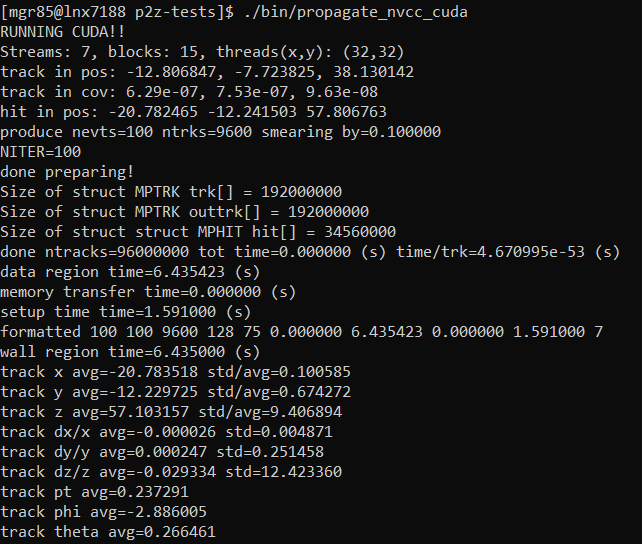 [mgr85@lnx7188 p2z-tests]$ ./bin/propagate_nvcc_cuda
RUNNING CUDA!!
Streams: 7, blocks: 15, threads(x,y): (32,32)
track in pos: -12.806847, -7.723825, 38.130142
track in cov: 6.29e-07, 7.53e-07, 9.63e-08
hit in pos: -20.782465 -12.241503 57.806763
produce nevts=100 ntrks=9600 smearing by=0.100000
NITER=100
done preparing!
Size of struct MPTRK trk[] = 192000000
Size of struct MPTRK outtrk[] = 192000000
Size of struct struct MPHIT hit[] = 34560000
done ntracks=96000000 tot time=0.000000 (s) time/trk=4.670995e-53 (s)
data region time=6.435423 (s)
memory transfer time=0.000000 (s)
setup time time=1.591000 (s)
formatted 100 100 9600 128 75 0.000000 6.435423 0.000000 1.591000 7
wall region time=6.435000 (s)
track x avg=-20.783518 std/avg=0.100585
track y avg=-12.229725 std/avg=0.674272
track z avg=57.103157 std/avg=9.406894
track dx/x avg=-0.000026 std=0.004871
track dy/y avg=0.000247 std=0.251458
track dz/z avg=-0.029334 std=12.423360
track pt avg=0.237291
track phi avg=-2.886005
track theta avg=0.266461